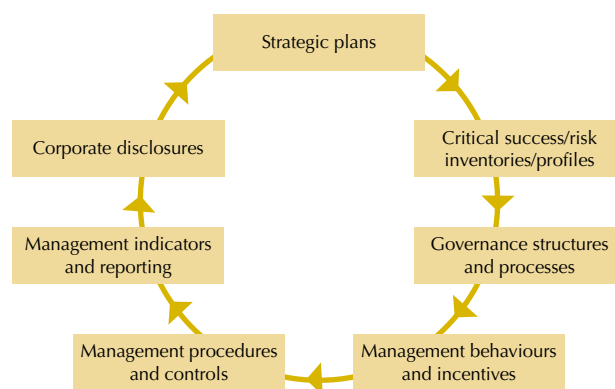 Strategic plans
Critical success/risk
inventories/profiles
Governance structures
and processes
Management behaviours
and incentives
Management procedures
and controls
Management indicators
and reporting
Corporate disclosures